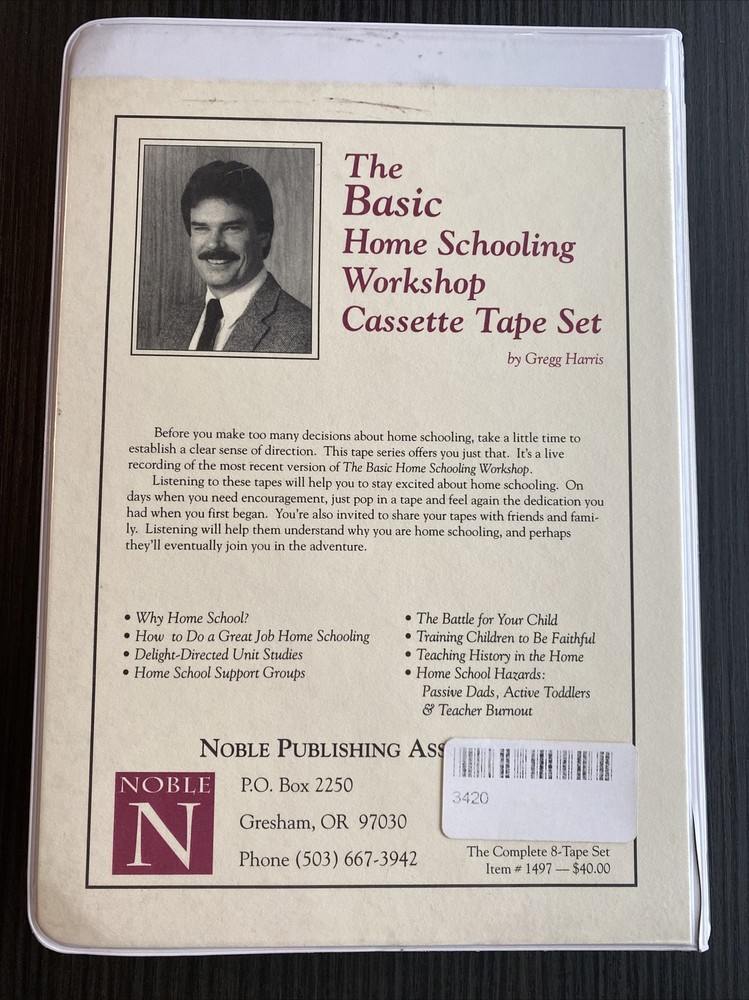 The
Basic
Home Schooling
Workshop
Cassette Tape Set
by Gregg Harris
Before you make too many decisions about home schooling, take a little time to
establish a clear sense of direction. This tape series offers you just that. It's a live
recording of the most recent version of The Basic Home Schooling Workshop.
Listening to these tapes will help you to stay excited about home schooling. On
days when you need encouragement, just pop in a tape and feel again the dedication you
had when you first began. You're also invited to share your tapes with friends and fami-
ly. Listening will help them understand why you are home schooling, and perhaps
they'll eventually join you in the adventure.
• Why Home School?
• How to Do a Great Job Home Schooling
• Delight-Directed Unit Studies
• Home School Support Groups
• The Battle for Your Child
• Training Children to Be Faithful
• Teaching History in the Home
• Home School Hazards:
Passive Dads, Active Toddlers
& Teacher Burnout
NOBLE PUBLISHING
NOBLE
N
P.O. Box 2250
Gresham, OR 97030
Phone (503) 667-3942
3420
The Complete 8-Tape Set
Item # 1497 — $40.00